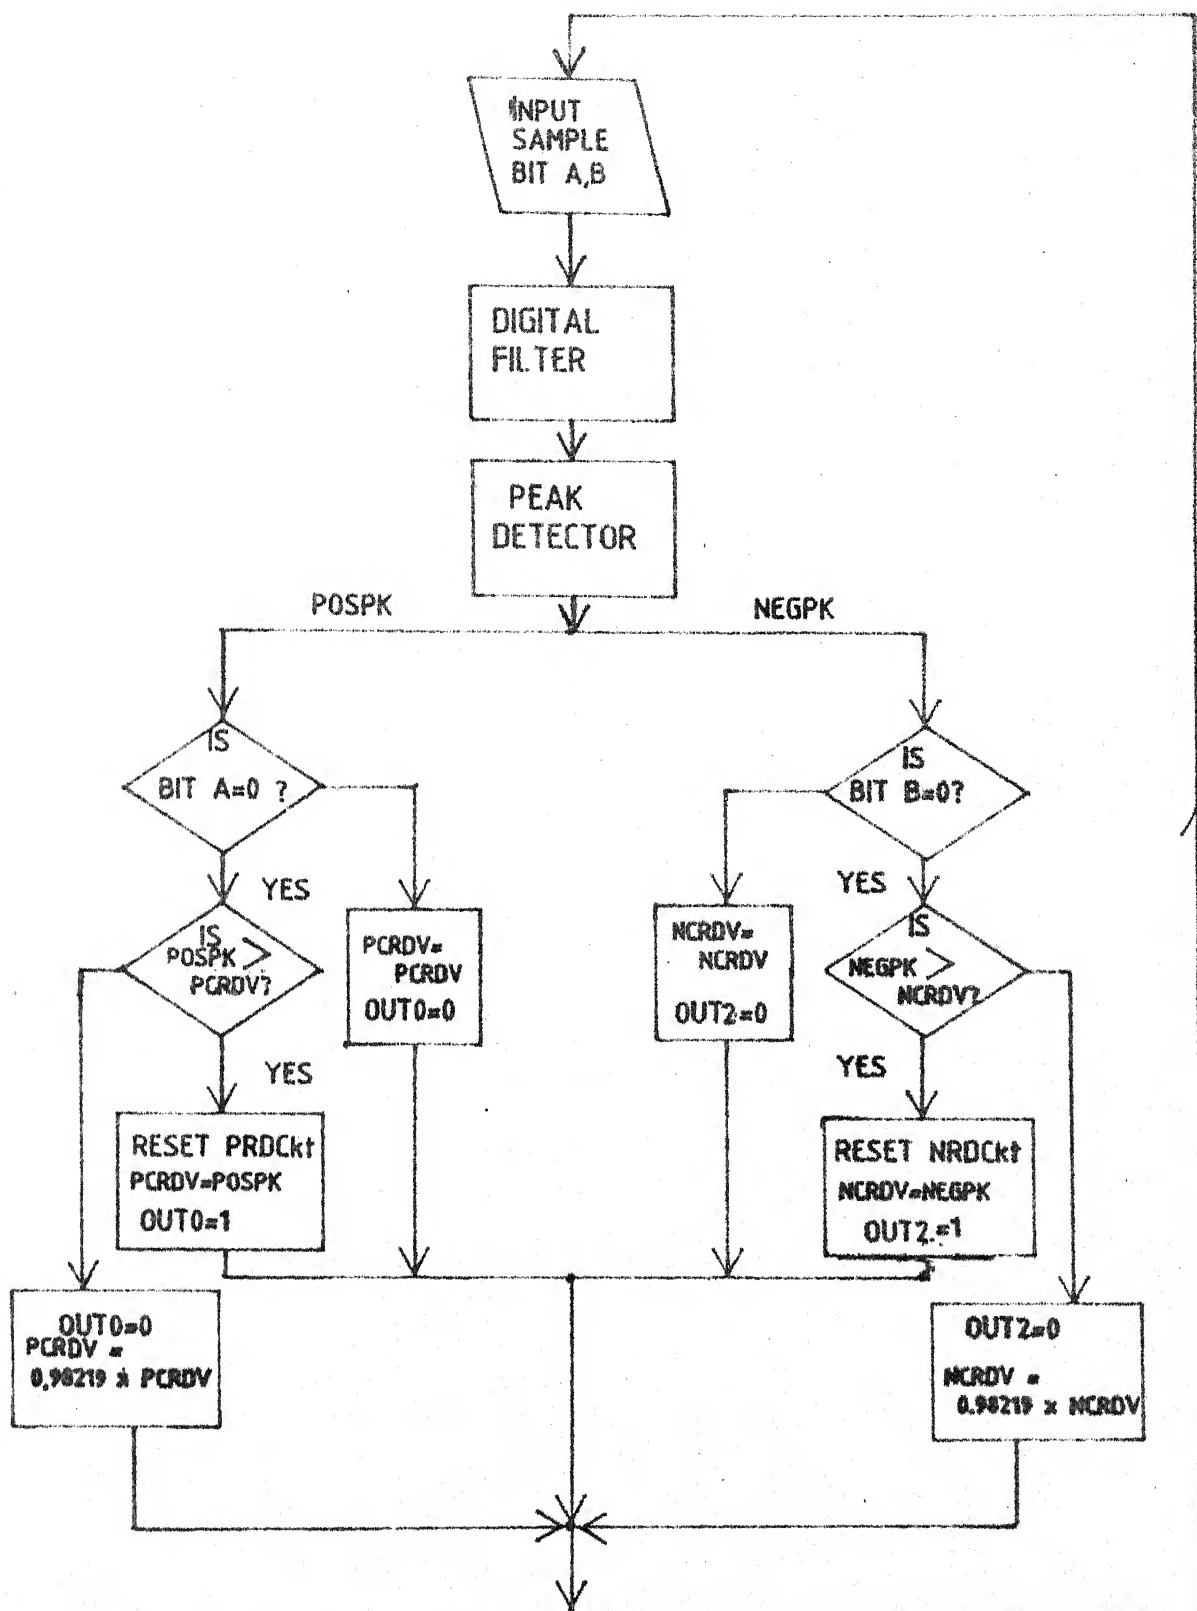 INPUT
SAMPLE
BIT A,B
DIGITAL
FILTER
PEAK
DETECTOR
POSPK
NEGPK
IS
BIT A=0 ?
IS
BIT B=0?
YES
YES
IS
POSPK >
PCRDV?
PCRDV=
PCRDV
OUT0=0
NCRDV=
NCRDV
OUT2=0
IS
NEGPK >
NCRDV?
YES
YES
RESET PRDCkt
PCRDV=POSPK
OUT0=1
RESET NRDCkt
NCRDV=NEGPK
OUT2=1
OUT0=0
PCRDV =
0.98219 x PCRDV
OUT2=0
NCRDV =
0.98219 x NCRDV